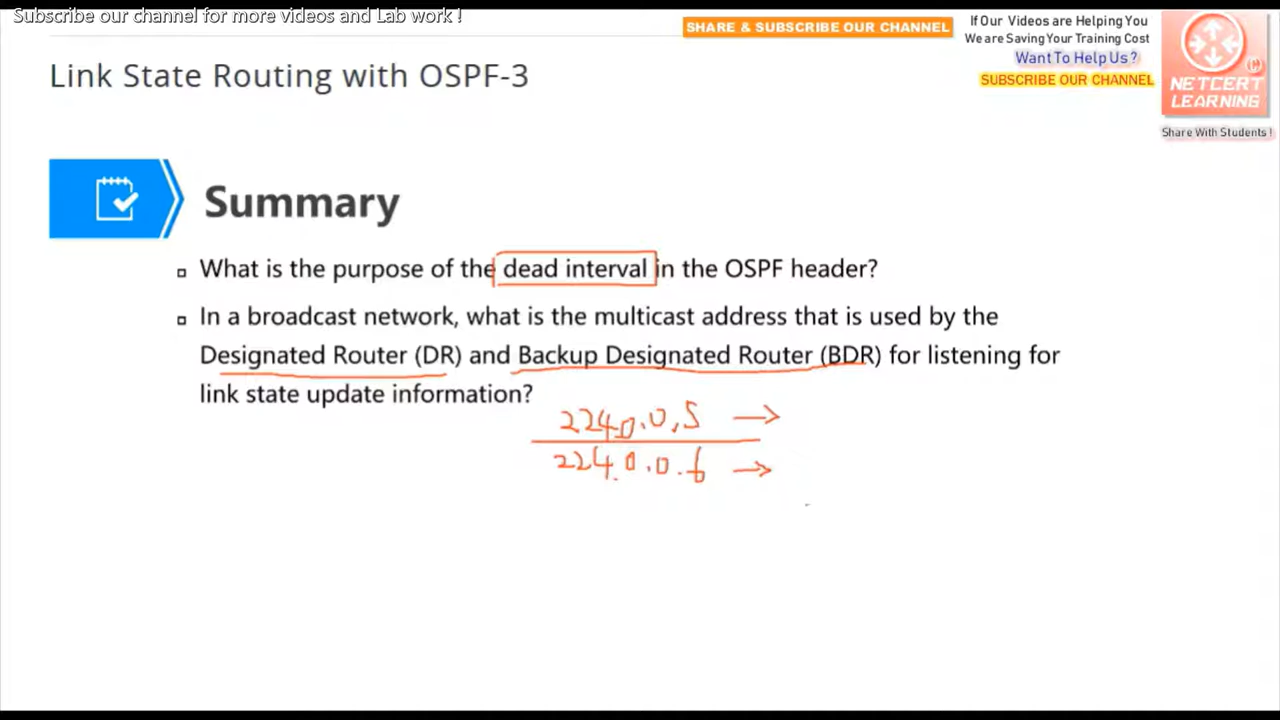 Subscribe our channel for more videos and Lab work !
SHARE & SUBSCRIBE OUR CHANNEL
If Our Videos are Helping You
We are Saving Your Training Cost
Want To Help Us ?
SUBSCRIBE OUR CHANNEL
NETCERT
LEARNING
Share With Students !
Link State Routing with OSPF-3
Summary
What is the purpose of the dead interval in the OSPF header?
In a broadcast network, what is the multicast address that is used by the
Designated Router (DR) and Backup Designated Router (BDR) for listening for
link state update information?
224.0.0.5 →
224.0.0.6 →